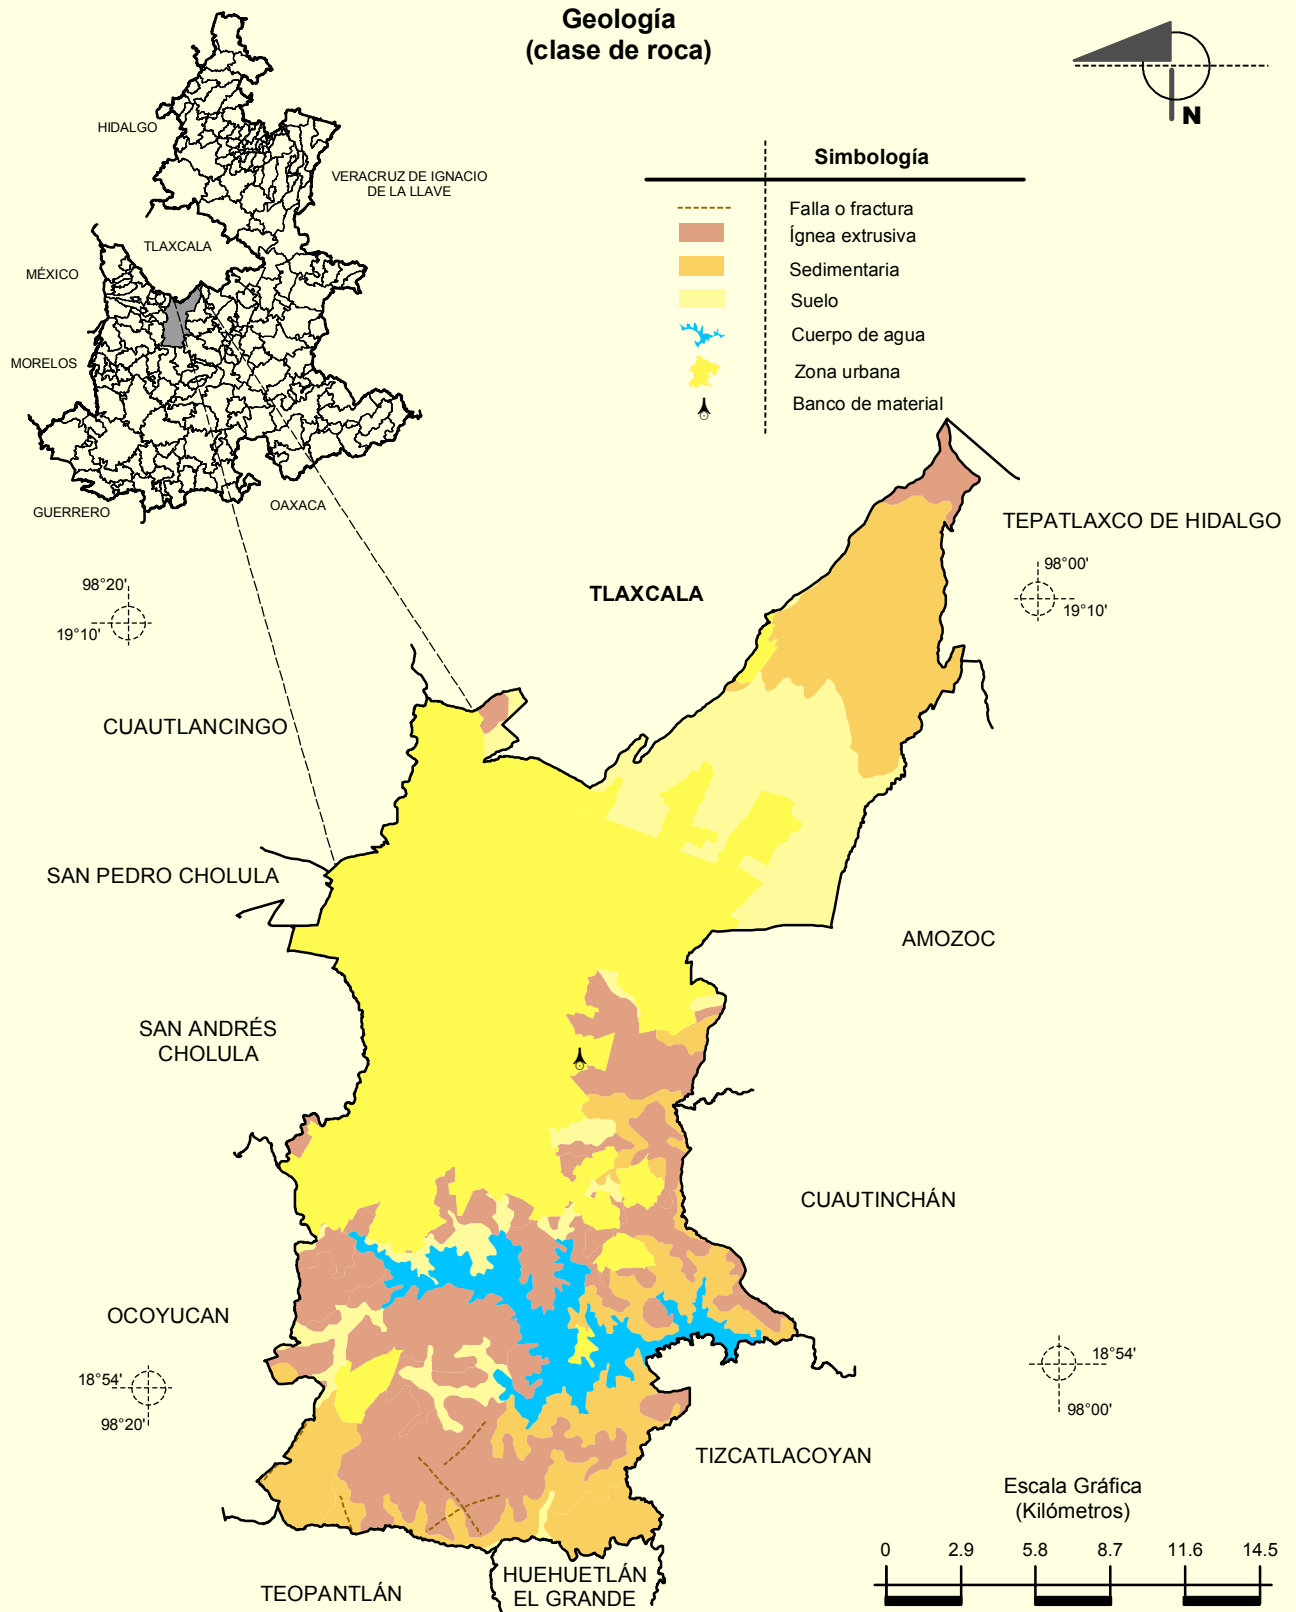 Geología
(clase de roca)
N
Simbología
Falla o fractura
Ígnea extrusiva
Sedimentaria
Suelo
Cuerpo de agua
Zona urbana
Banco de material
HIDALGO
VERACRUZ DE IGNACIO
DE LA LLAVE
TLAXCALA
MÉXICO
MORELOS
GUERRERO
OAXACA
TEPATLAXCO DE HIDALGO
98°20'
19°10'
TLAXCALA
98°00'
19°10'
CUAUTLANCINGO
SAN PEDRO CHOLULA
AMOZOC
SAN ANDRÉS
CHOLULA
CUAUTINCHÁN
OCOYUCAN
18°54'
98°20'
18°54'
98°00'
TIZCATLACOYAN
Escala Gráfica
(Kilómetros)
0 2.9 5.8 8.7 11.6 14.5
TEOPANTLÁN
HUEHUETLÁN
EL GRANDE